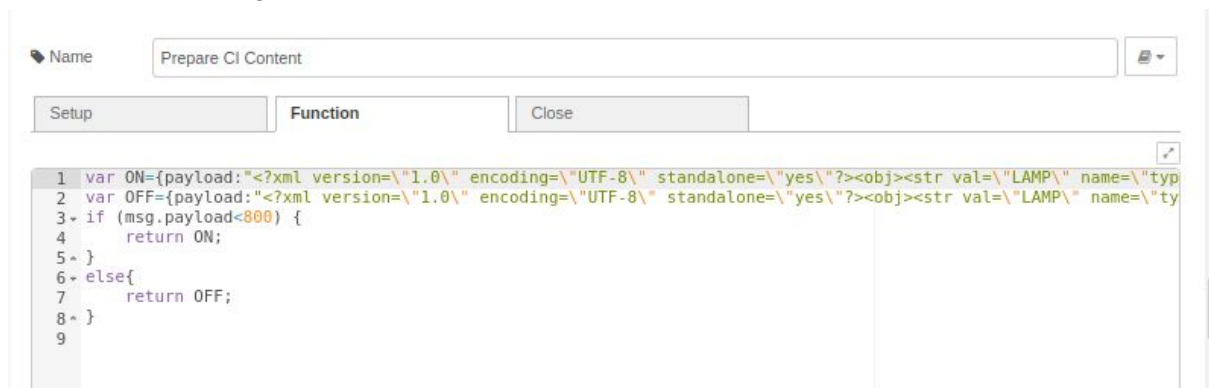 Name Prepare CI Content
Setup Function Close
1 var ON={payload:"<?xml version=\"1.0\" encoding=\"UTF-8\" standalone=\"yes\"?><obj><str val=\"LAMP\" name=\"typ
2 var OFF={payload:"<?xml version=\"1.0\" encoding=\"UTF-8\" standalone=\"yes\"?><obj><str val=\"LAMP\" name=\"ty
3 if (msg.payload<800) {
4 return ON;
5 }
6 else{
7 return OFF;
8 }
9